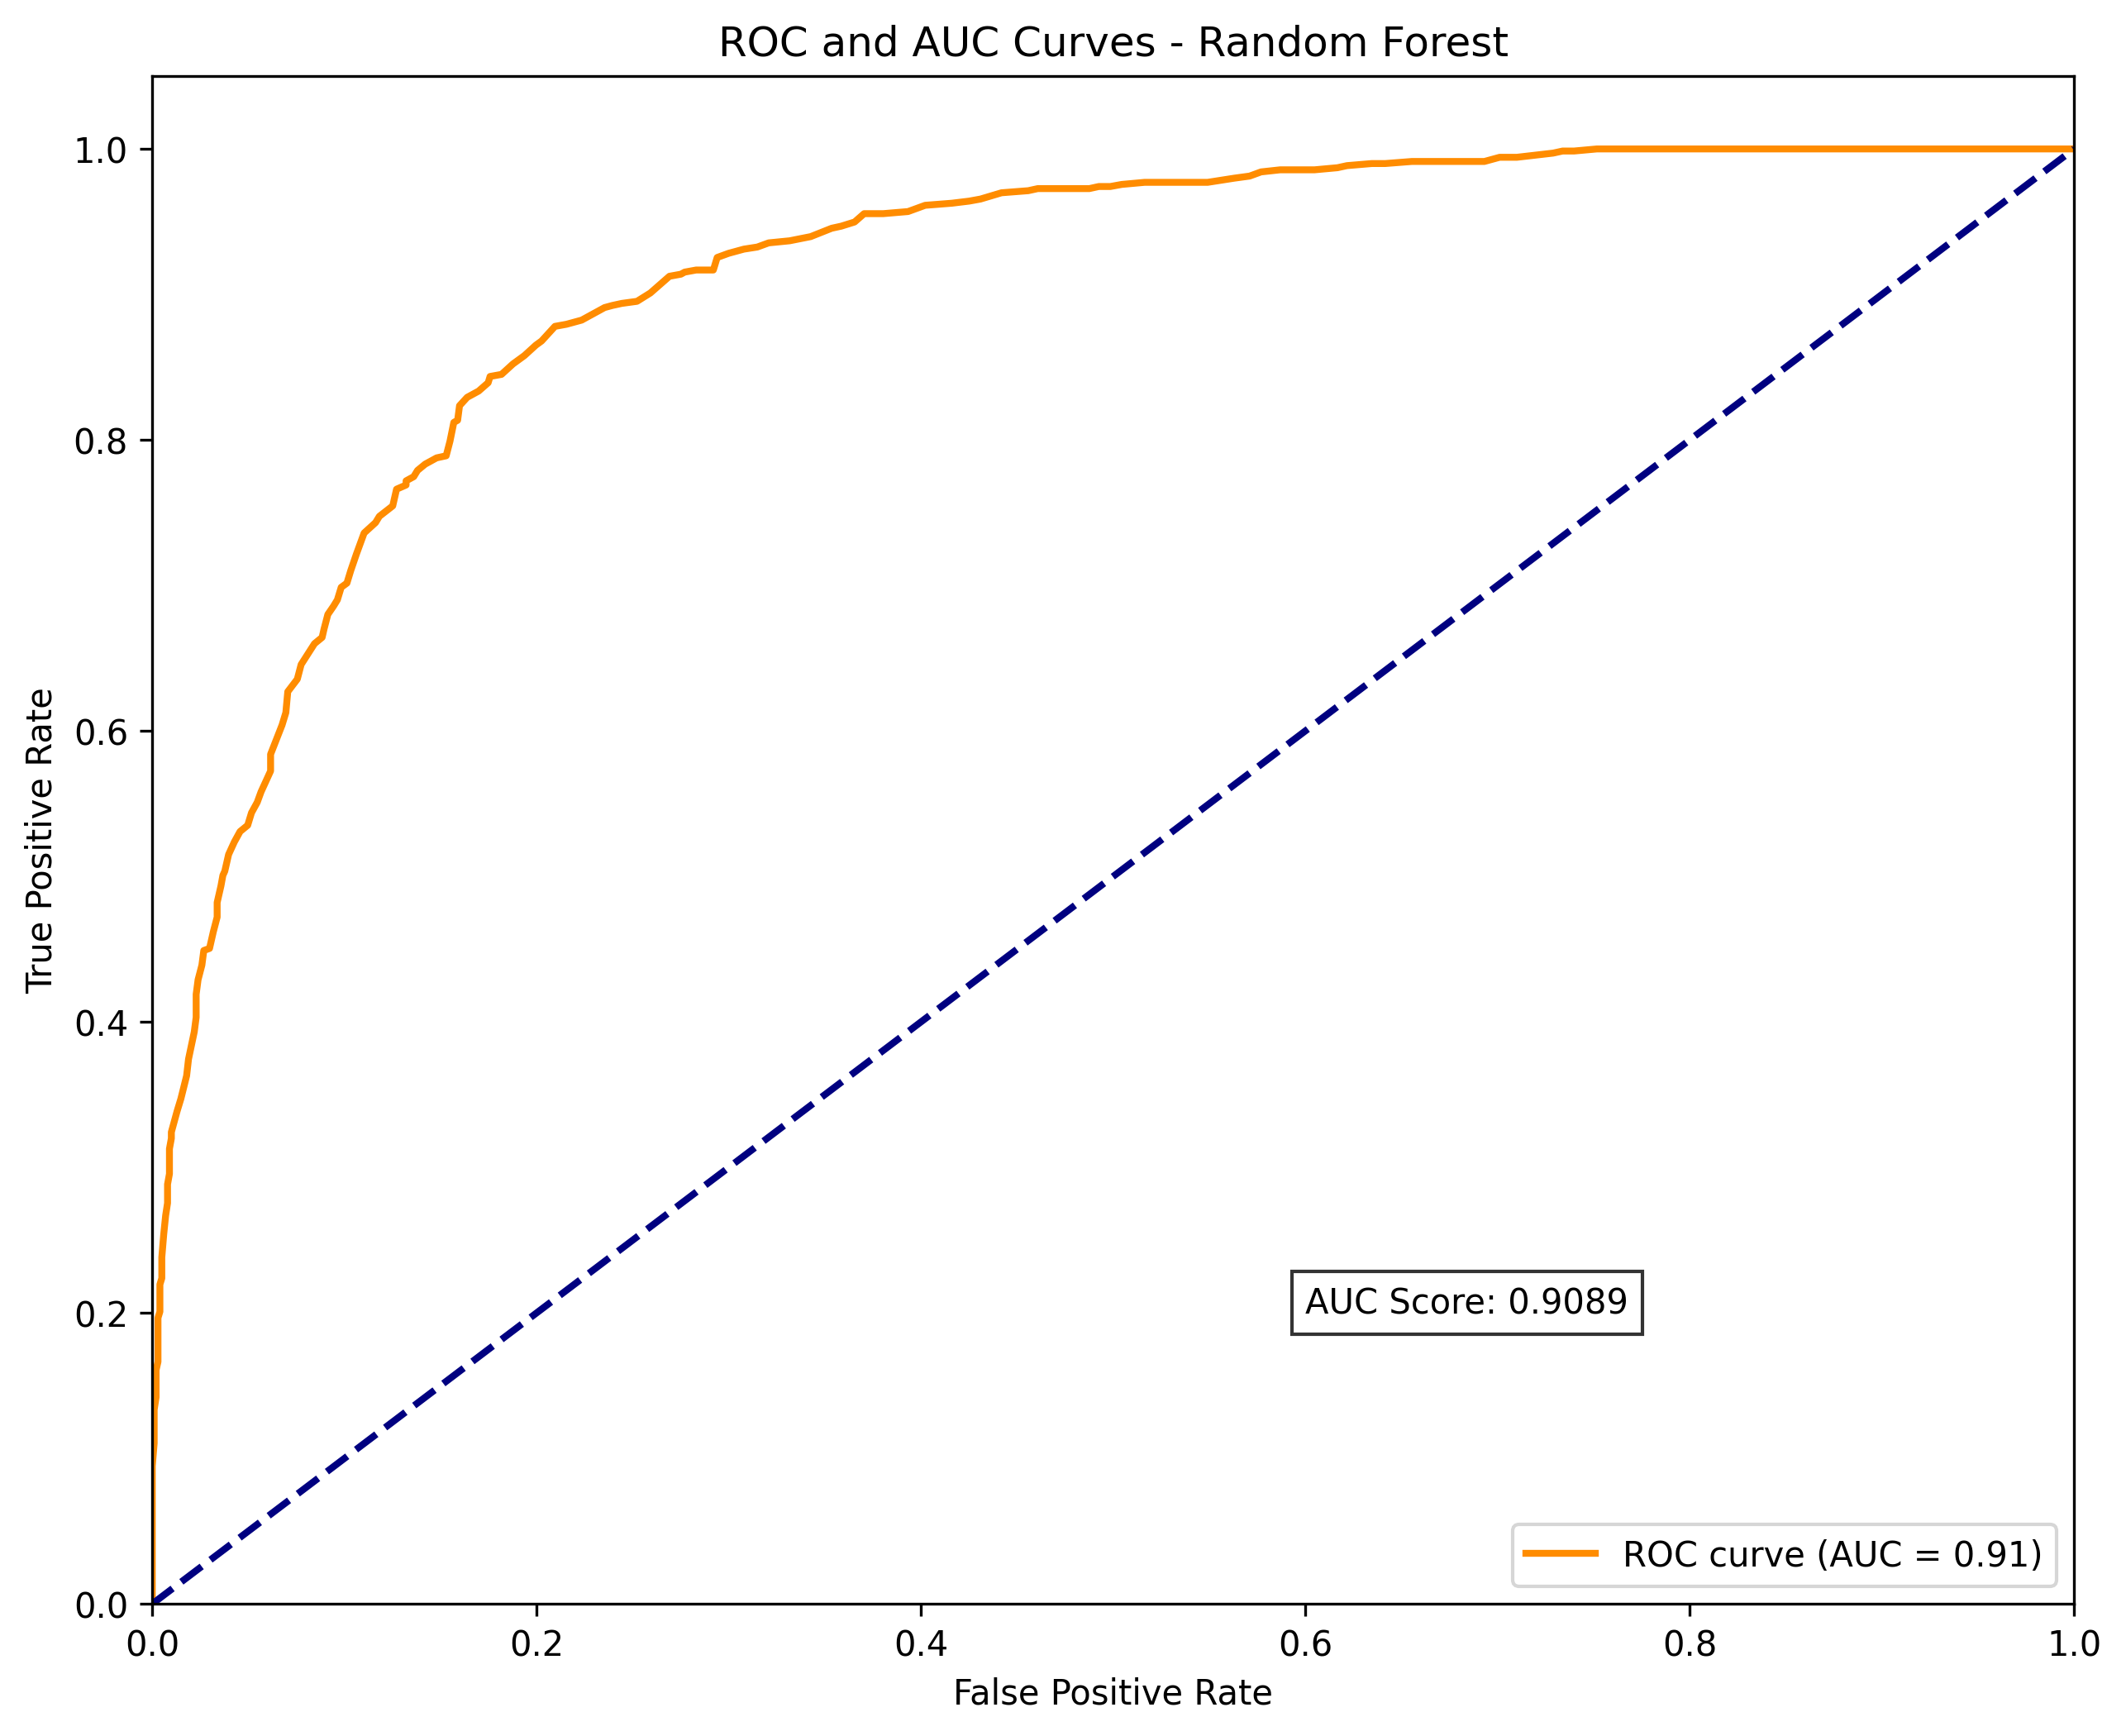 ROC and AUC Curves - Random Forest
True Positive Rate
1.0
0.8
0.6
0.4
0.2
0.0
AUC Score: 0.9089
ROC curve (AUC = 0.91)
0.0 0.2 0.4 0.6 0.8 1.0
False Positive Rate